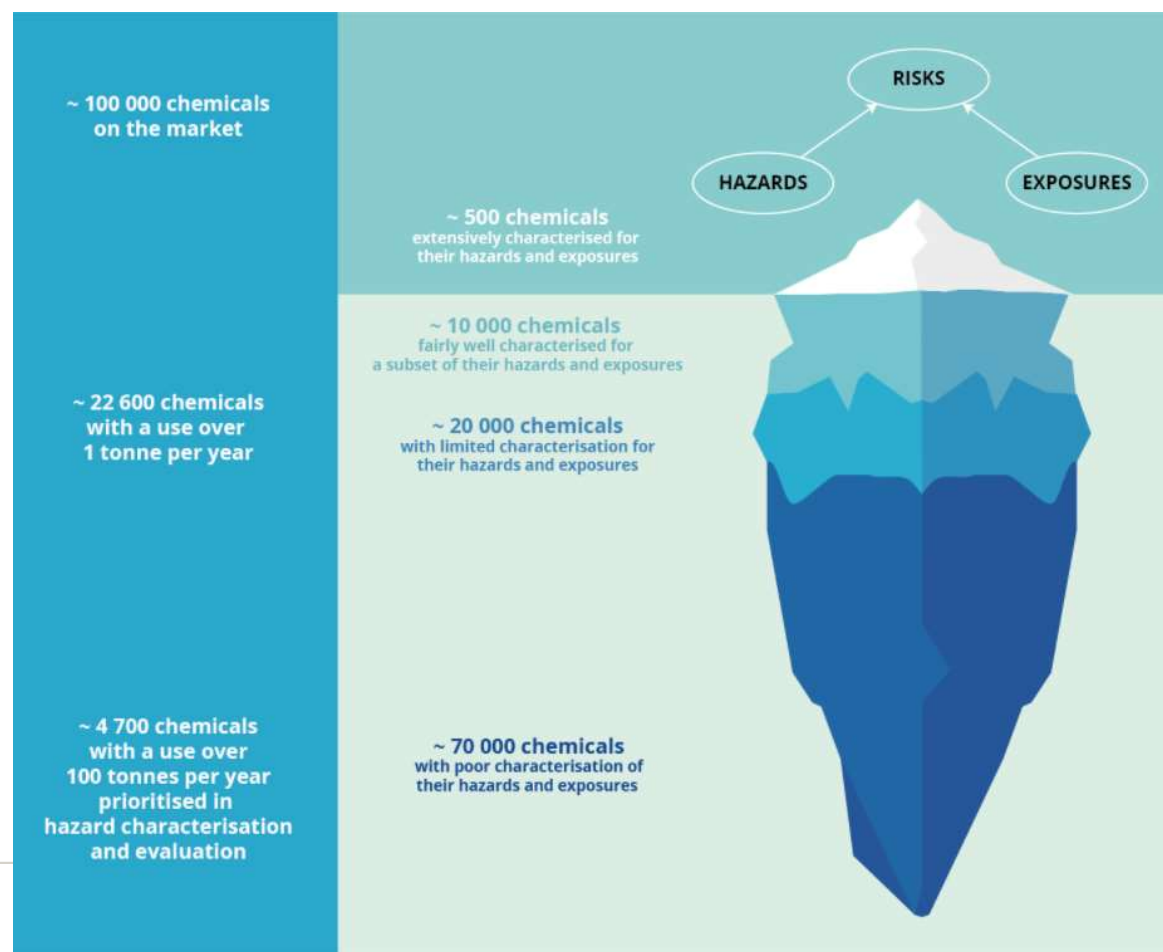 ~ 100 000 chemicals
on the market
~ 22 600 chemicals
with a use over
1 tonne per year
~ 4 700 chemicals
with a use over
100 tonnes per year
prioritised in
hazard characterisation
and evaluation
RISKS
HAZARDS
EXPOSURES
~ 500 chemicals
extensively characterised for
their hazards and exposures
~ 10 000 chemicals
fairly well characterised for
a subset of their hazards and exposures
~ 20 000 chemicals
with limited characterisation for
their hazards and exposures
~ 70 000 chemicals
with poor characterisation of
their hazards and exposures